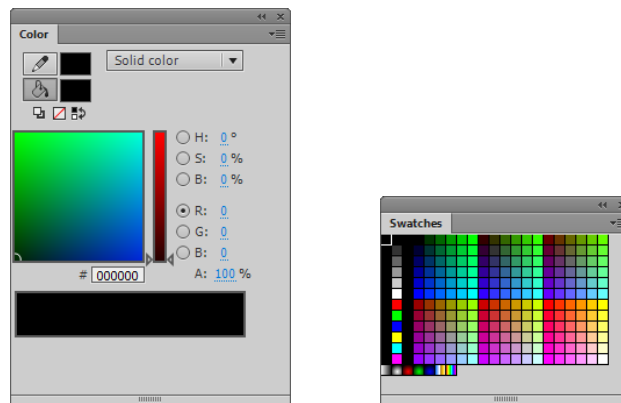 Color
Solid color
H: 0 °
S: 0 %
B: 0 %
R: 0
G: 0
B: 0
# 000000
A: 100 %
Swatches